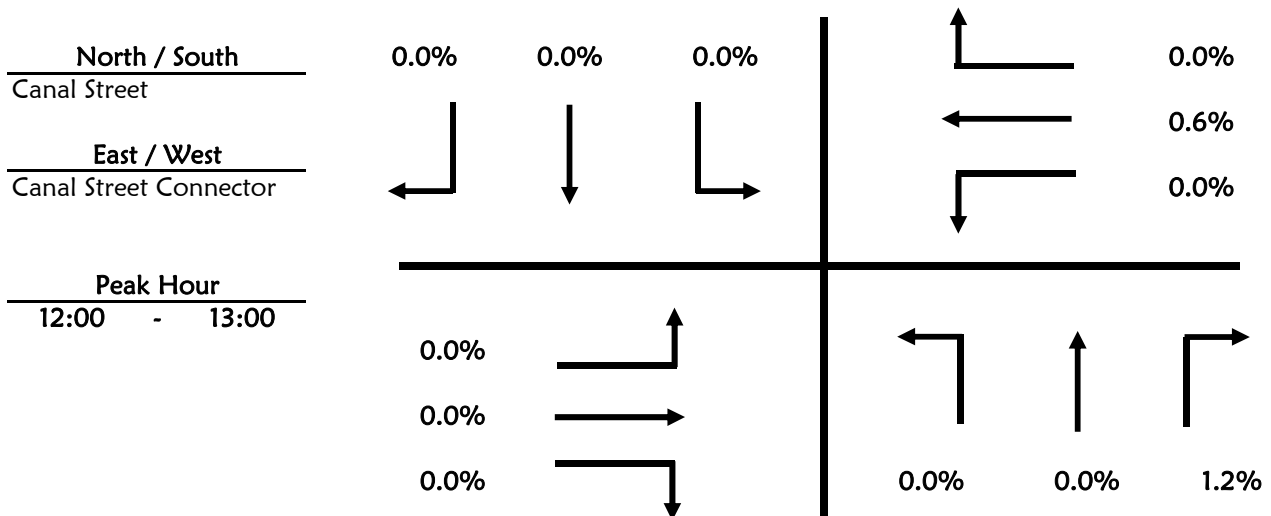 North / South
Canal Street
East / West
Canal Street Connector
Peak Hour
12:00 - 13:00
0.0% 0.0% 0.0%
0.0%
0.6%
0.0%
0.0%
0.0%
0.0%
0.0% 0.0% 1.2%